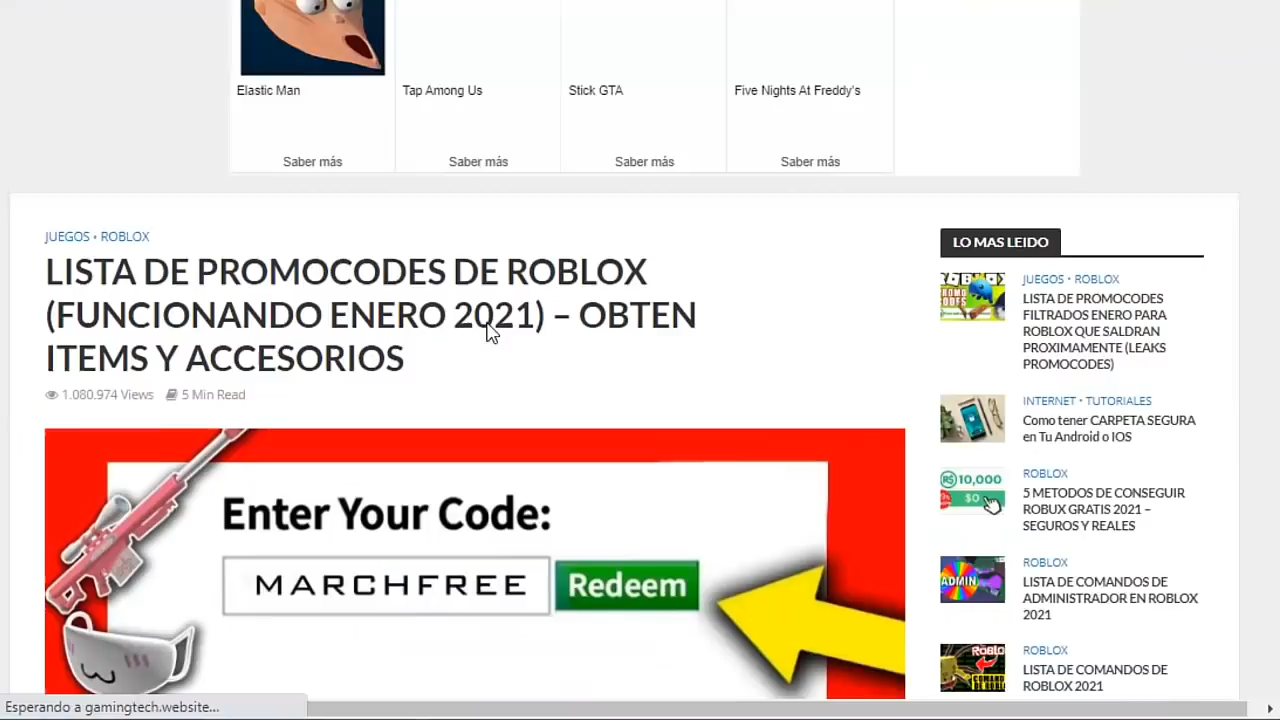 Elastic Man
Tap Among Us
Stick GTA
Five Nights At Freddy's
Saber más
Saber más
Saber más
Saber más
JUEGOS • ROBLOX
LISTA DE PROMOCODES DE ROBLOX
(FUNCIONANDO ENERO 2021) – OBTEN
ITEMS Y ACCESORIOS
1.080.974 Views
5 Min Read
Enter Your Code:
MARCHFREE
Redeem
LO MAS LEIDO
JUEGOS • ROBLOX
LISTA DE PROMOCODES
FILTRADOS ENERO PARA
ROBLOX QUE SALDRAN
PROXIMAMENTE (LEAKS
PROMOCODES)
INTERNET • TUTORIALES
Como tener CARPETA SEGURA
en Tu Android o IOS
10,000
$0
ROBLOX
5 METODOS DE CONSEGUIR
ROBUX GRATIS 2021 –
SEGUROS Y REALES
ADMIN
ROBLOX
LISTA DE COMANDOS DE
ADMINISTRADOR EN ROBLOX
2021
ROBLOX
LISTA DE COMANDOS DE
ROBLOX 2021
Esperando a gamingtech.website...